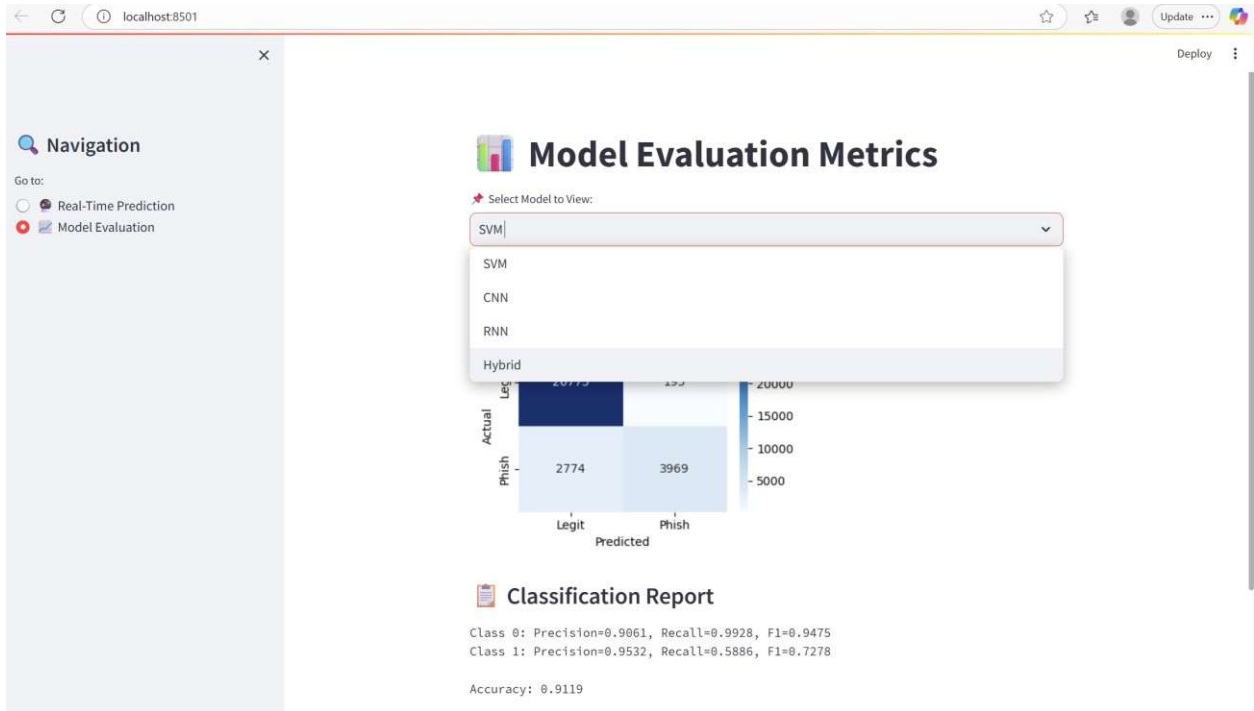 localhost:8501
Update
Deploy
Navigation
Go to:
Real-Time Prediction
Model Evaluation
Model Evaluation Metrics
Select Model to View:
SVM
SVM
CNN
RNN
Hybrid
20000
15000
10000
5000
Actual
Phish
2774 3969
Legit Phish
Predicted
Classification Report
Class 0: Precision=0.9061, Recall=0.9928, F1=0.9475
Class 1: Precision=0.9532, Recall=0.5886, F1=0.7278
Accuracy: 0.9119